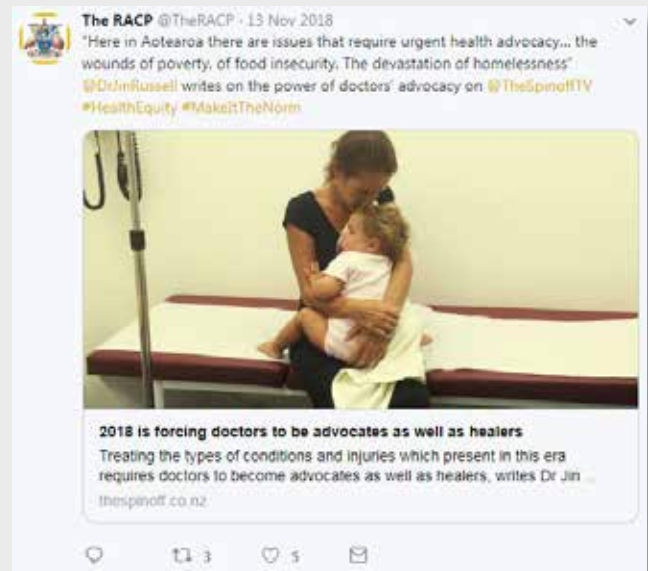 The RACP @TheRACP · 13 Nov 2018
"Here in Aotearoa there are issues that require urgent health advocacy... the
wounds of poverty, of food insecurity. The devastation of homelessness"
@DrJinRussell writes on the power of doctors' advocacy on @TheSpinoffTV
#HealthEquity #MakeItTheNorm
2018 is forcing doctors to be advocates as well as healers
Treating the types of conditions and injuries which present in this era
requires doctors to become advocates as well as healers, writes Dr Jin ...
thespinoff.co.nz
3 5